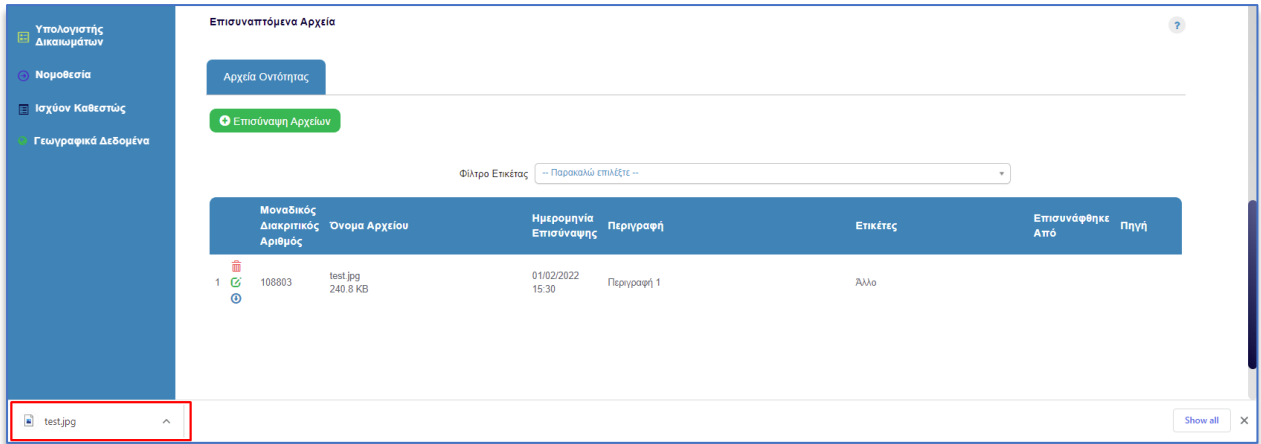 Υπολογιστής
Δικαιωμάτων
Νομοθεσία
Ισχύον Καθεστώς
Γεωγραφικά Δεδομένα
Επισυναπτόμενα Αρχεία
?
Αρχεία Οντότητας
Επισύναψη Αρχείων
Φίλτρο Ετικέτας
-- Παρακαλώ επιλέξτε --
Μοναδικός
Διακριτικός
Αριθμός
Όνομα Αρχείου
Ημερομηνία
Επισύναψης
Περιγραφή
Ετικέτες
Επισυνάφθηκε
Από
Πηγή
1
108803
test.jpg
240.8 KB
01/02/2022
15:30
Περιγραφή 1
Άλλο
test.jpg
Show all